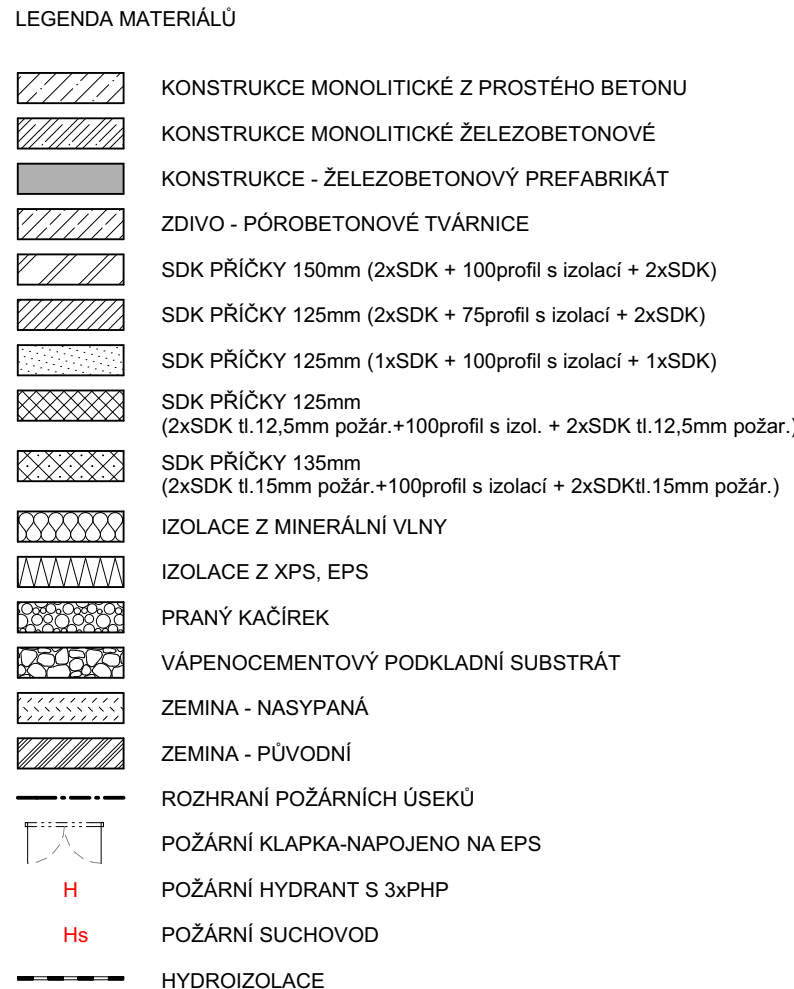 LEGENDA MATERIÁLŮ
KONSTRUKCE MONOLITICKÉ Z PROSTÉHO BETONU
KONSTRUKCE MONOLITICKÉ ŽELEZOBETONOVÉ
KONSTRUKCE - ŽELEZOBETONOVÝ PREFABRIKÁT
ZDIVO - PÓROBETONOVÉ TVÁRNICE
SDK PŘÍČKY 150mm (2xSDK + 100profil s izolací + 2xSDK)
SDK PŘÍČKY 125mm (2xSDK + 75profil s izolací + 2xSDK)
SDK PŘÍČKY 125mm (1xSDK + 100profil s izolací + 1xSDK)
SDK PŘÍČKY 125mm
(2xSDK tl.12,5mm požár.+100profil s izol. + 2xSDK tl.12,5mm požar.)
SDK PŘÍČKY 135mm
(2xSDK tl.15mm požár.+100profil s izolací + 2xSDKtl.15mm požár.)
IZOLACE Z MINERÁLNÍ VLNY
IZOLACE Z XPS, EPS
PRANÝ KAČÍREK
VÁPENOCEMENTOVÝ PODKLADNÍ SUBSTRÁT
ZEMINA - NASYPANÁ
ZEMINA - PŮVODNÍ
ROZHRANÍ POŽÁRNÍCH ÚSEKŮ
POŽÁRNÍ KLAPKA-NAPOJENO NA EPS
H POŽÁRNÍ HYDRANT S 3xPHP
Hs POŽÁRNÍ SUCHOVOD
HYDROIZOLACE